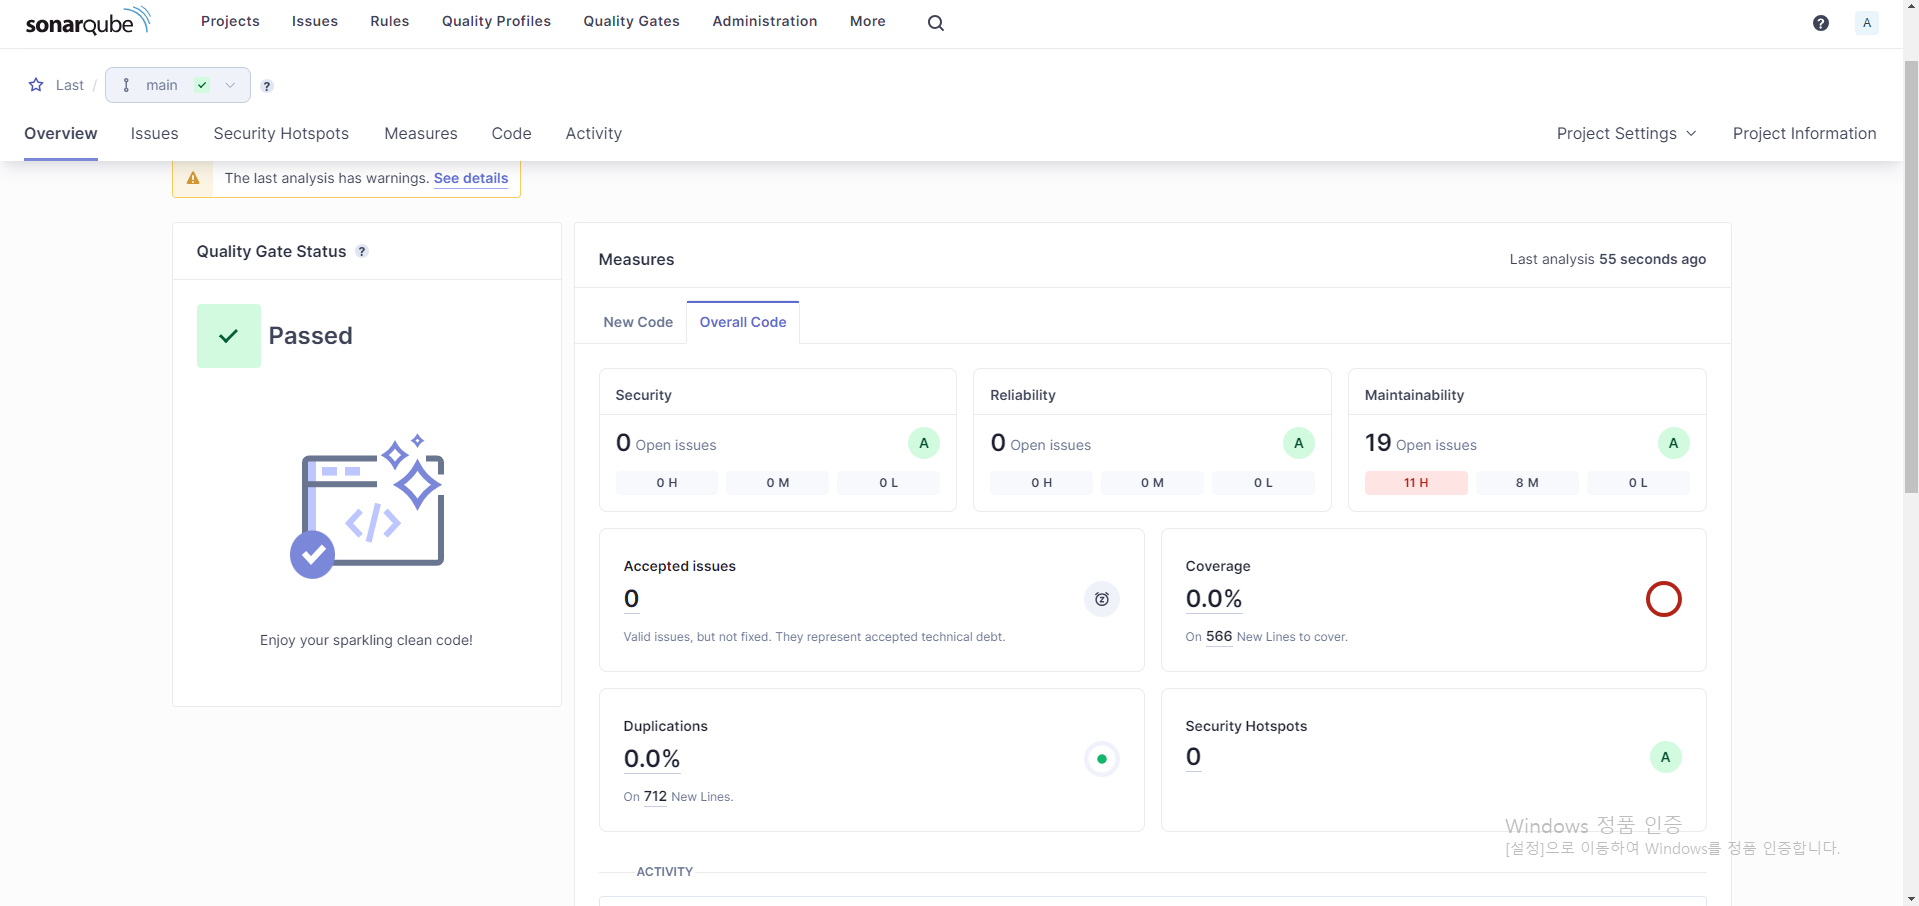 sonarqube Projects Issues Rules Quality Profiles Quality Gates Administration More ? A
Last / main ?
Overview Issues Security Hotspots Measures Code Activity Project Settings Project Information
The last analysis has warnings. See details
Quality Gate Status ?
Passed
Enjoy your sparkling clean code!
Measures Last analysis 55 seconds ago
New Code Overall Code
Security
0 Open issues A
0 H 0 M 0 L
Reliability
0 Open issues A
0 H 0 M 0 L
Maintainability
19 Open issues A
11 H 8 M 0 L
Accepted issues
0
Valid issues, but not fixed. They represent accepted technical debt.
Coverage
0.0%
On 566 New Lines to cover.
Duplications
0.0%
On 712 New Lines.
Security Hotspots
0 A
Windows 정품 인증
[설정]으로 이동하여 Windows를 정품 인증합니다.
ACTIVITY